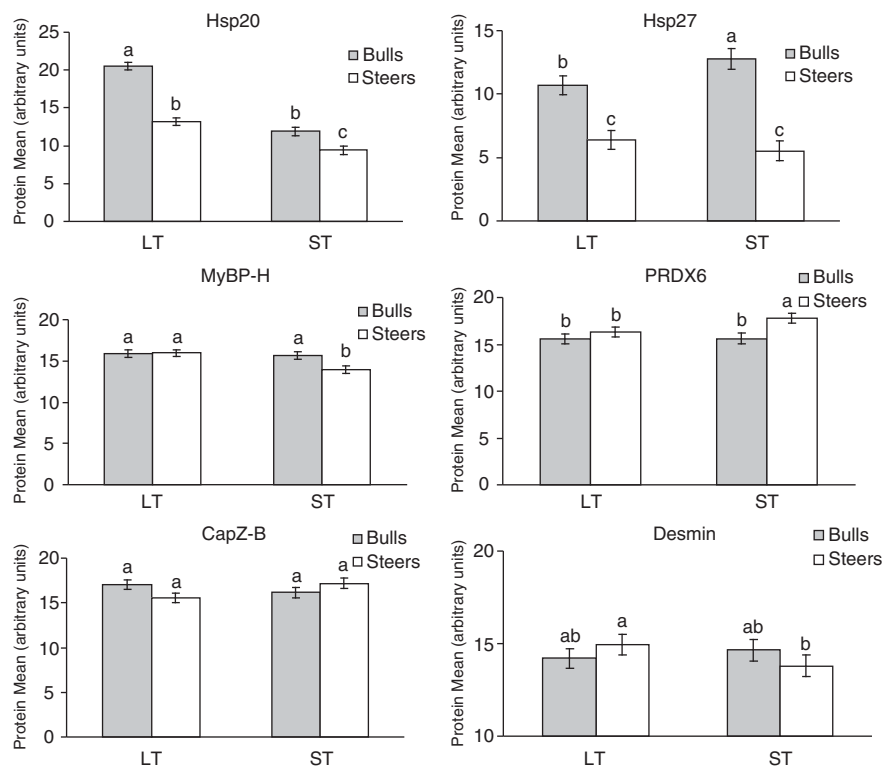 Hsp20
Protein Mean (arbitrary units)
25
20
15
10
5
0
a
b
b
c
Bulls
Steers
LT
ST
Hsp27
Protein Mean (arbitrary units)
15
10
5
0
b
c
a
c
Bulls
Steers
LT
ST
MyBP-H
Protein Mean (arbitrary units)
20
15
10
5
0
a
a
a
b
Bulls
Steers
LT
ST
PRDX6
Protein Mean (arbitrary units)
20
15
10
5
0
b
b
b
a
Bulls
Steers
LT
ST
CapZ-B
Protein Mean (arbitrary units)
20
15
10
5
0
a
a
a
a
Bulls
Steers
LT
ST
Desmin
Protein Mean (arbitrary units)
20
15
10
ab
a
ab
b
Bulls
Steers
LT
ST